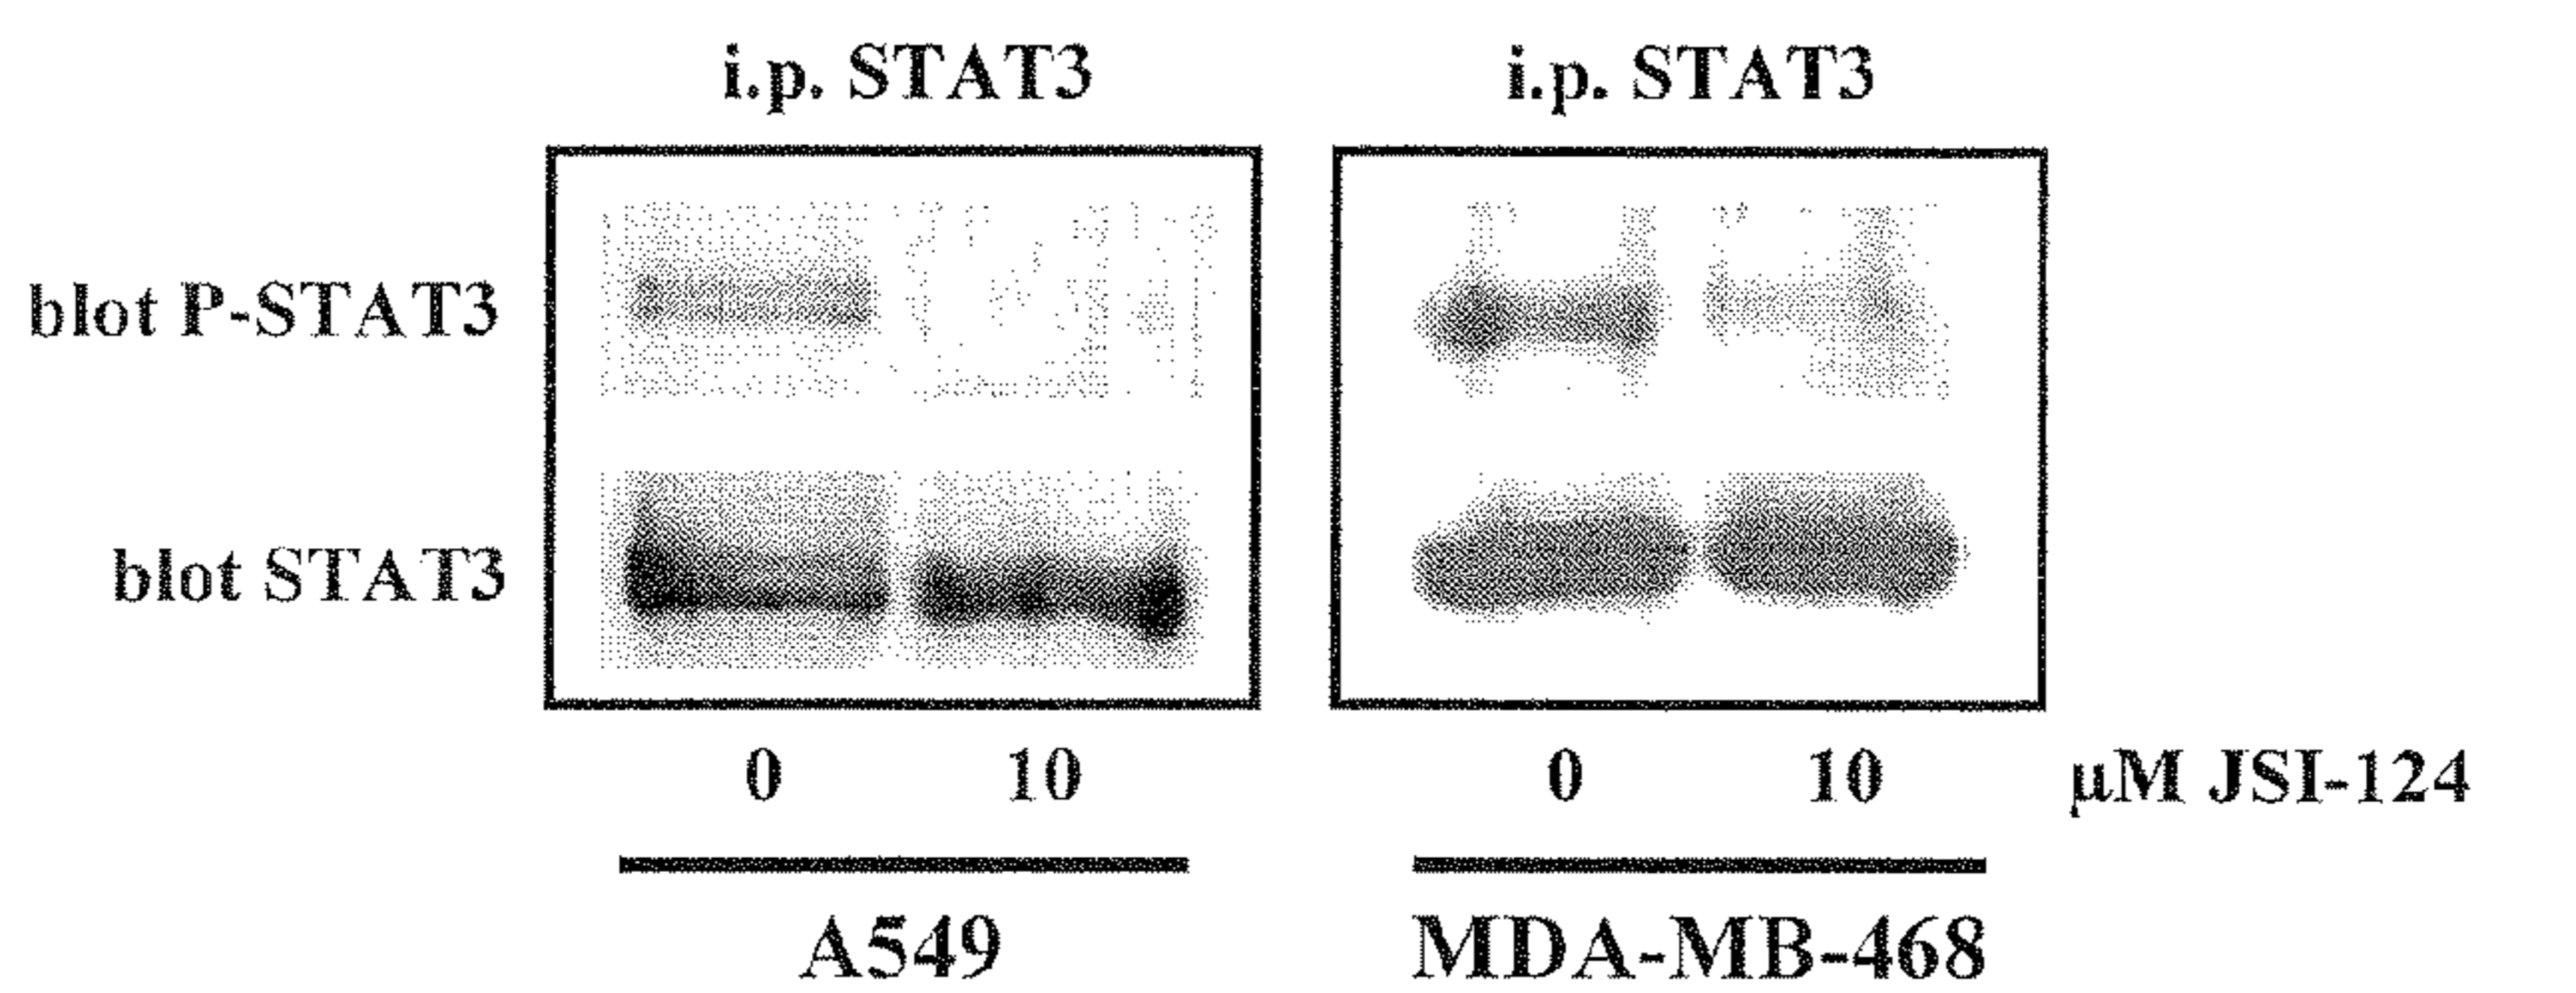 i.p. STAT3 i.p. STAT3
blot P-STAT3
blot STAT3
0 10 0 10 µM JSI-124
A549 MDA-MB-468